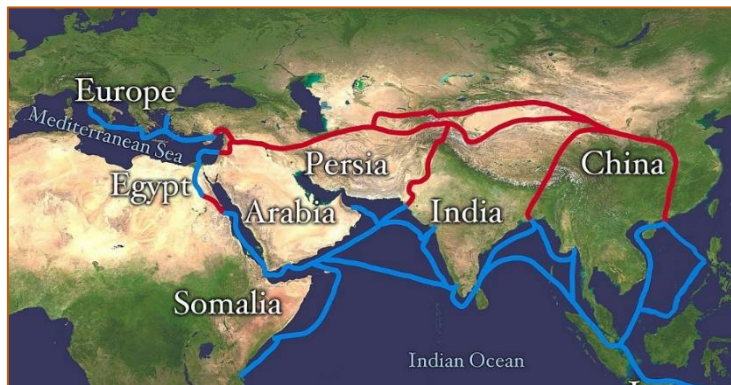 Europe
Mediterranean Sea
Egypt
Arabia
Persia
India
China
Somalia
Indian Ocean